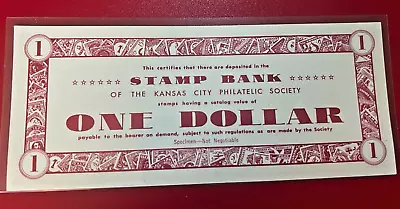 1 1
This certifies that there are deposited in the
****** STAMP BANK ******
OF THE KANSAS CITY PHILATELIC SOCIETY
stamps having a catalog value of
ONE DOLLAR
payable to the bearer on demand, subject to such regulations as are made by the Society
Specimen—Not Negotiable
1 1